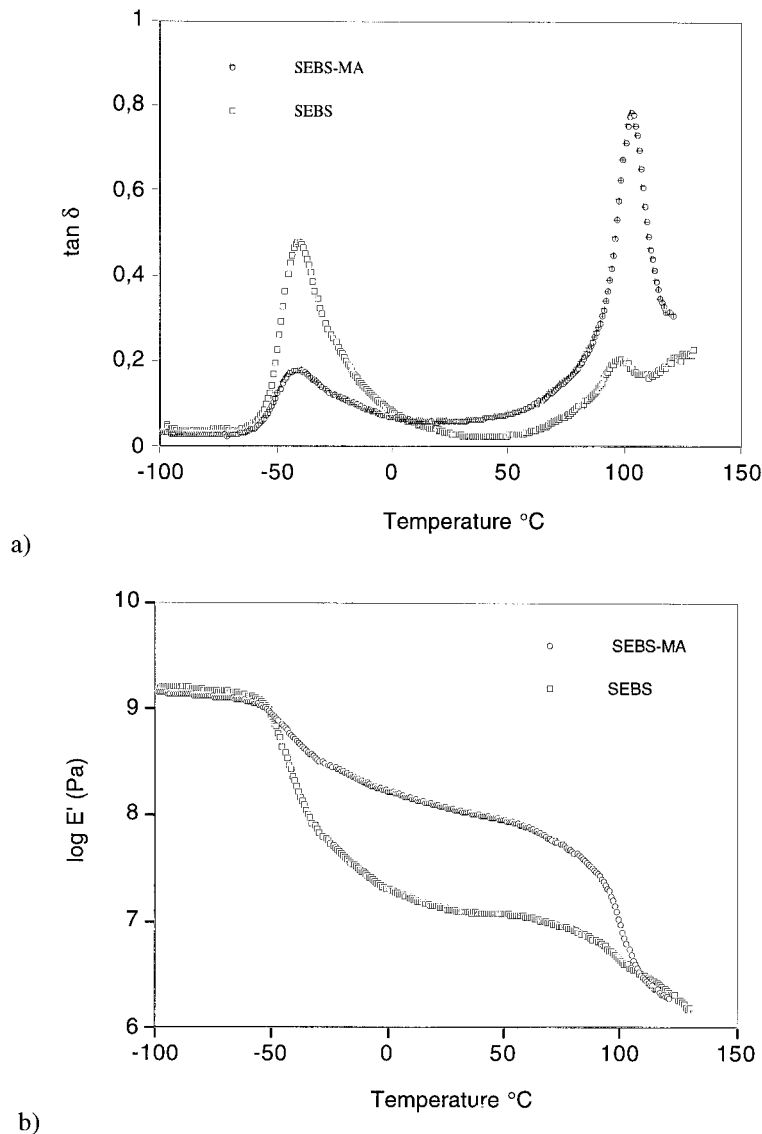 1
SEBS-MA
0,8
SEBS
0,6
tan δ
0,4
0,2
0
-100 -50 0 50 100 150
Temperature °C
a)
10
SEBS-MA
SEBS
9
log E' (Pa)
8
7
6
-100 -50 0 50 100 150
Temperature °C
b)